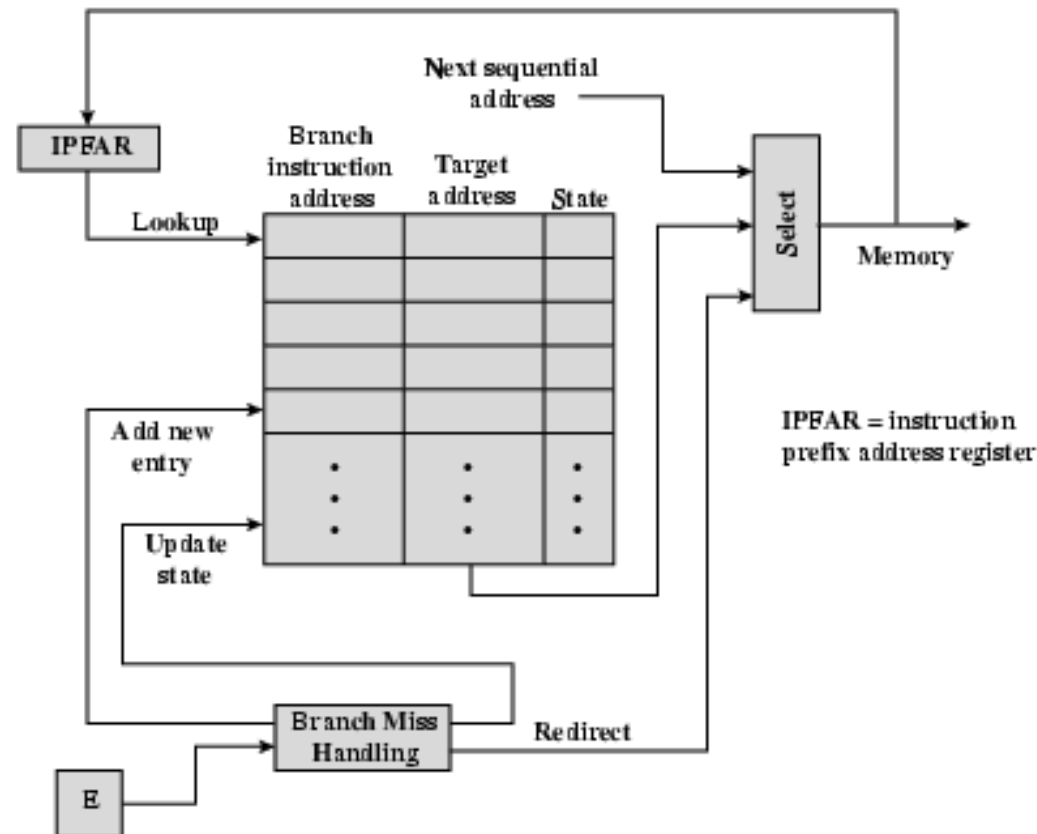 Next sequential
address
IPFAR
Branch
instruction
address
Target
address
State
Lookup
Select
Memory
Add new
entry
IPFAR = instruction
prefix address register
Update
state
Branch Miss
Handling
Redirect
E